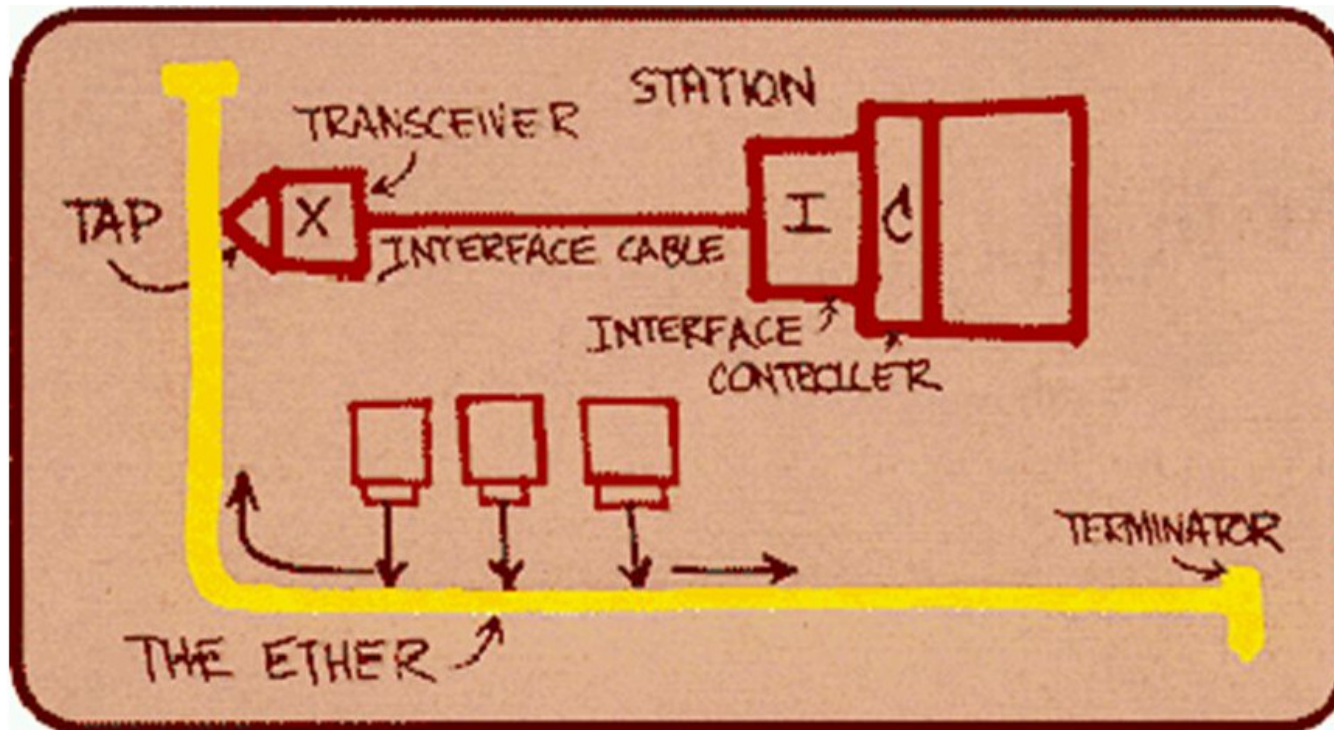 STATION
TRANSCEIVER
TAP
X
I
C
INTERFACE CABLE
INTERFACE
CONTROLLER
TERMINATOR
THE ETHER